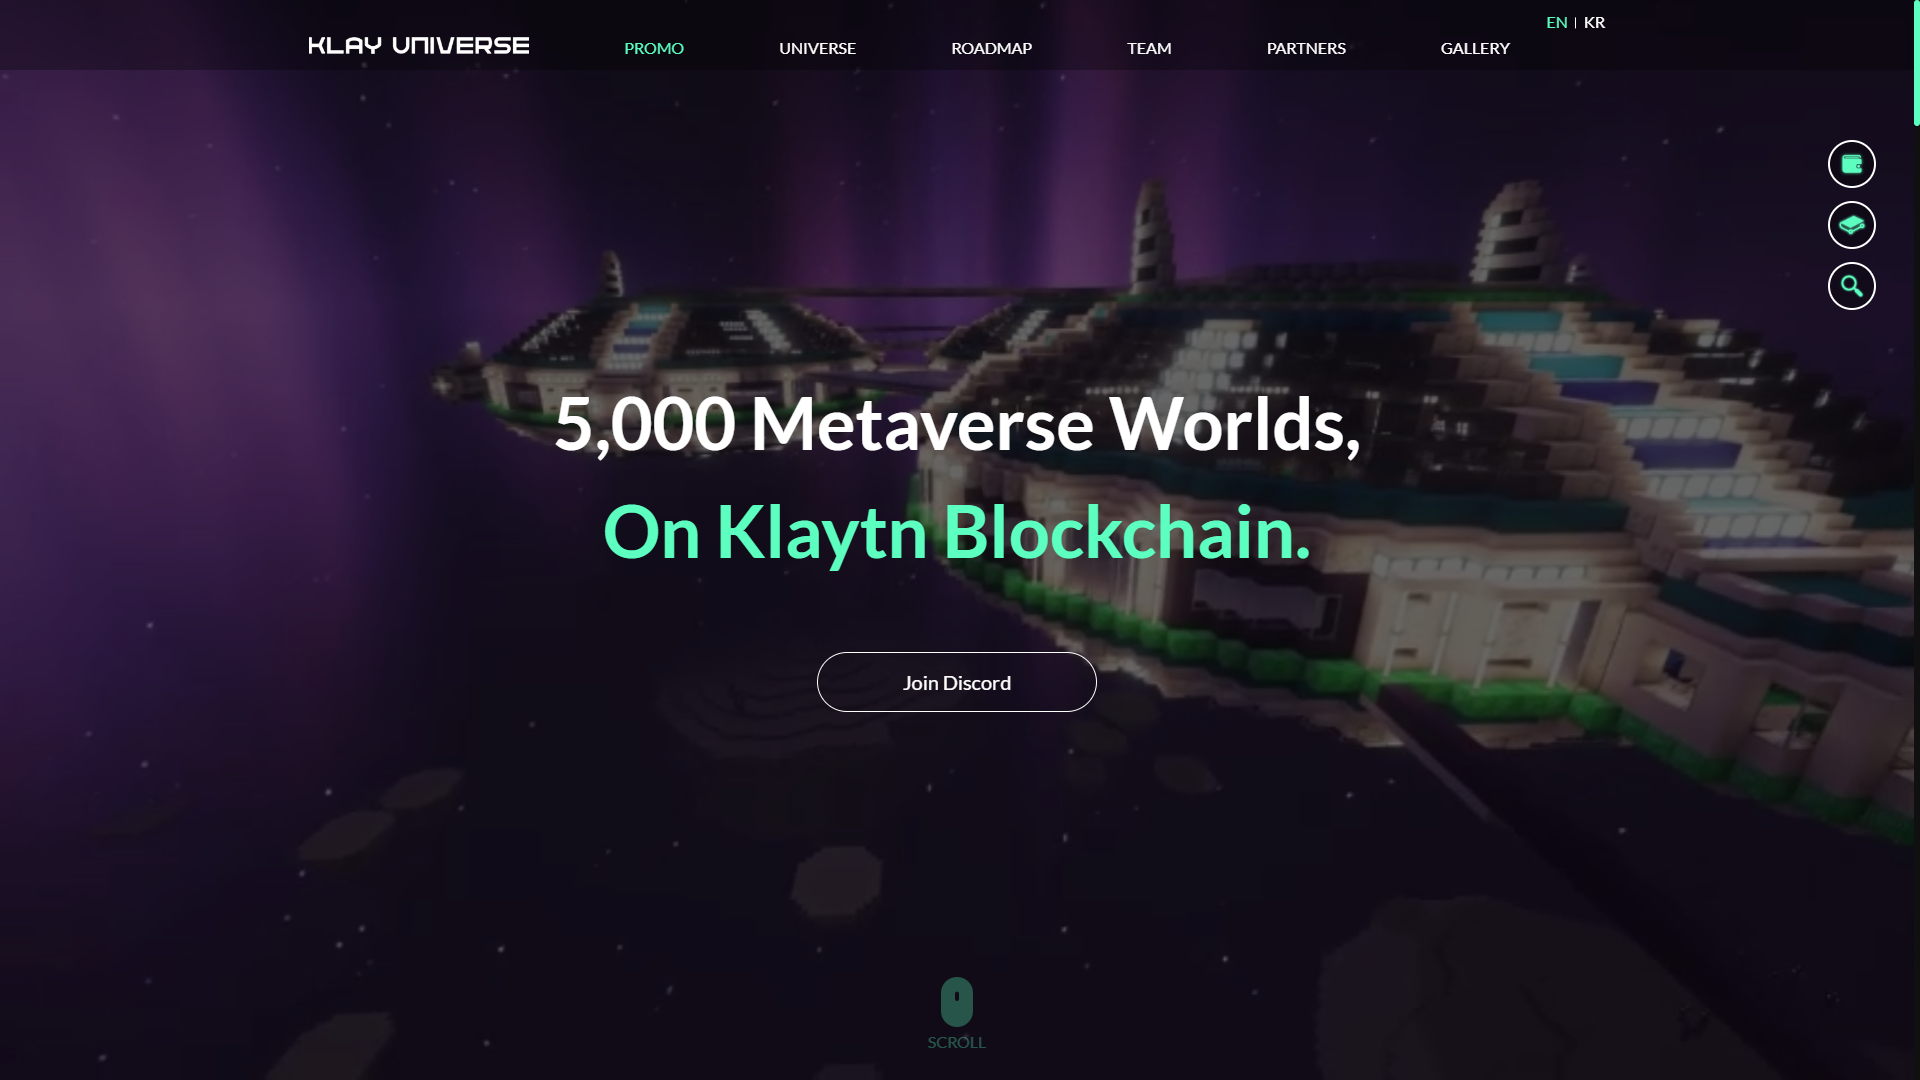 EN | KR
KLAY UNIVERSE PROMO UNIVERSE ROADMAP TEAM PARTNERS GALLERY
5,000 Metaverse Worlds,
On Klaytn Blockchain.
Join Discord
SCROLL